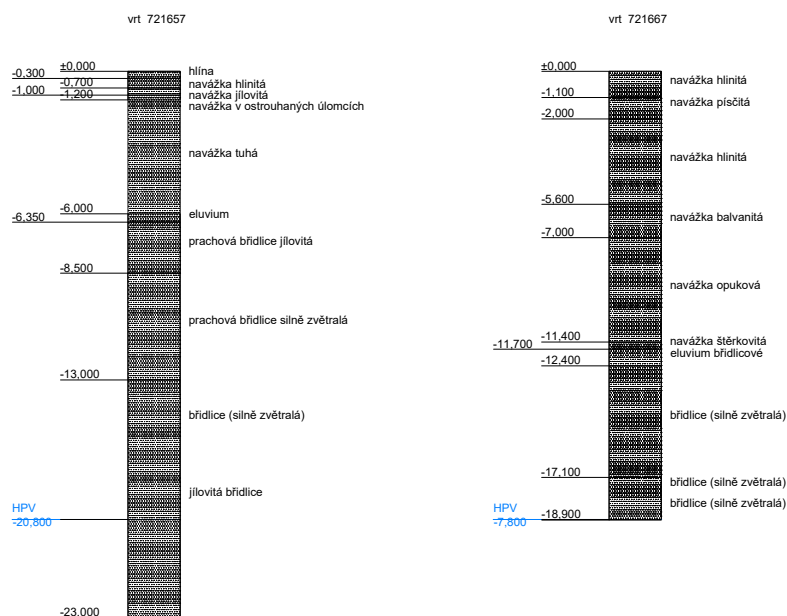 vrt 721657
±0,000
hlína
-0,300
-0,700
navážka hlinitá
-1,000
navážka jílovitá
-1,200
navážka v ostrouhaných úlomcích
navážka tuhá
-6,000
eluvium
-6,350
prachová břidlice jílovitá
-8,500
prachová břidlice silně zvětralá
-13,000
břidlice (silně zvětralá)
jílovitá břidlice
HPV
-20,800
-23,000
vrt 721667
±0,000
navážka hlinitá
-1,100
navážka písčitá
-2,000
navážka hlinitá
-5,600
navážka balvanitá
-7,000
navážka opuková
-11,400
navážka štěrkovitá
-11,700
eluvium břidlicové
-12,400
břidlice (silně zvětralá)
-17,100
břidlice (silně zvětralá)
břidlice (silně zvětralá)
HPV
-7,800
-18,900